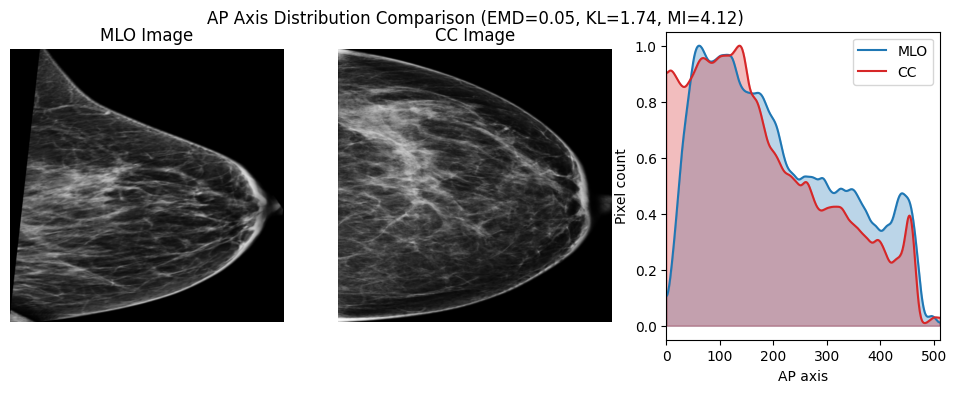 AP Axis Distribution Comparison (EMD=0.05, KL=1.74, MI=4.12)
MLO Image
CC Image
MLO
CC
Pixel count
1.0
0.8
0.6
0.4
0.2
0.0
0 100 200 300 400 500
AP axis